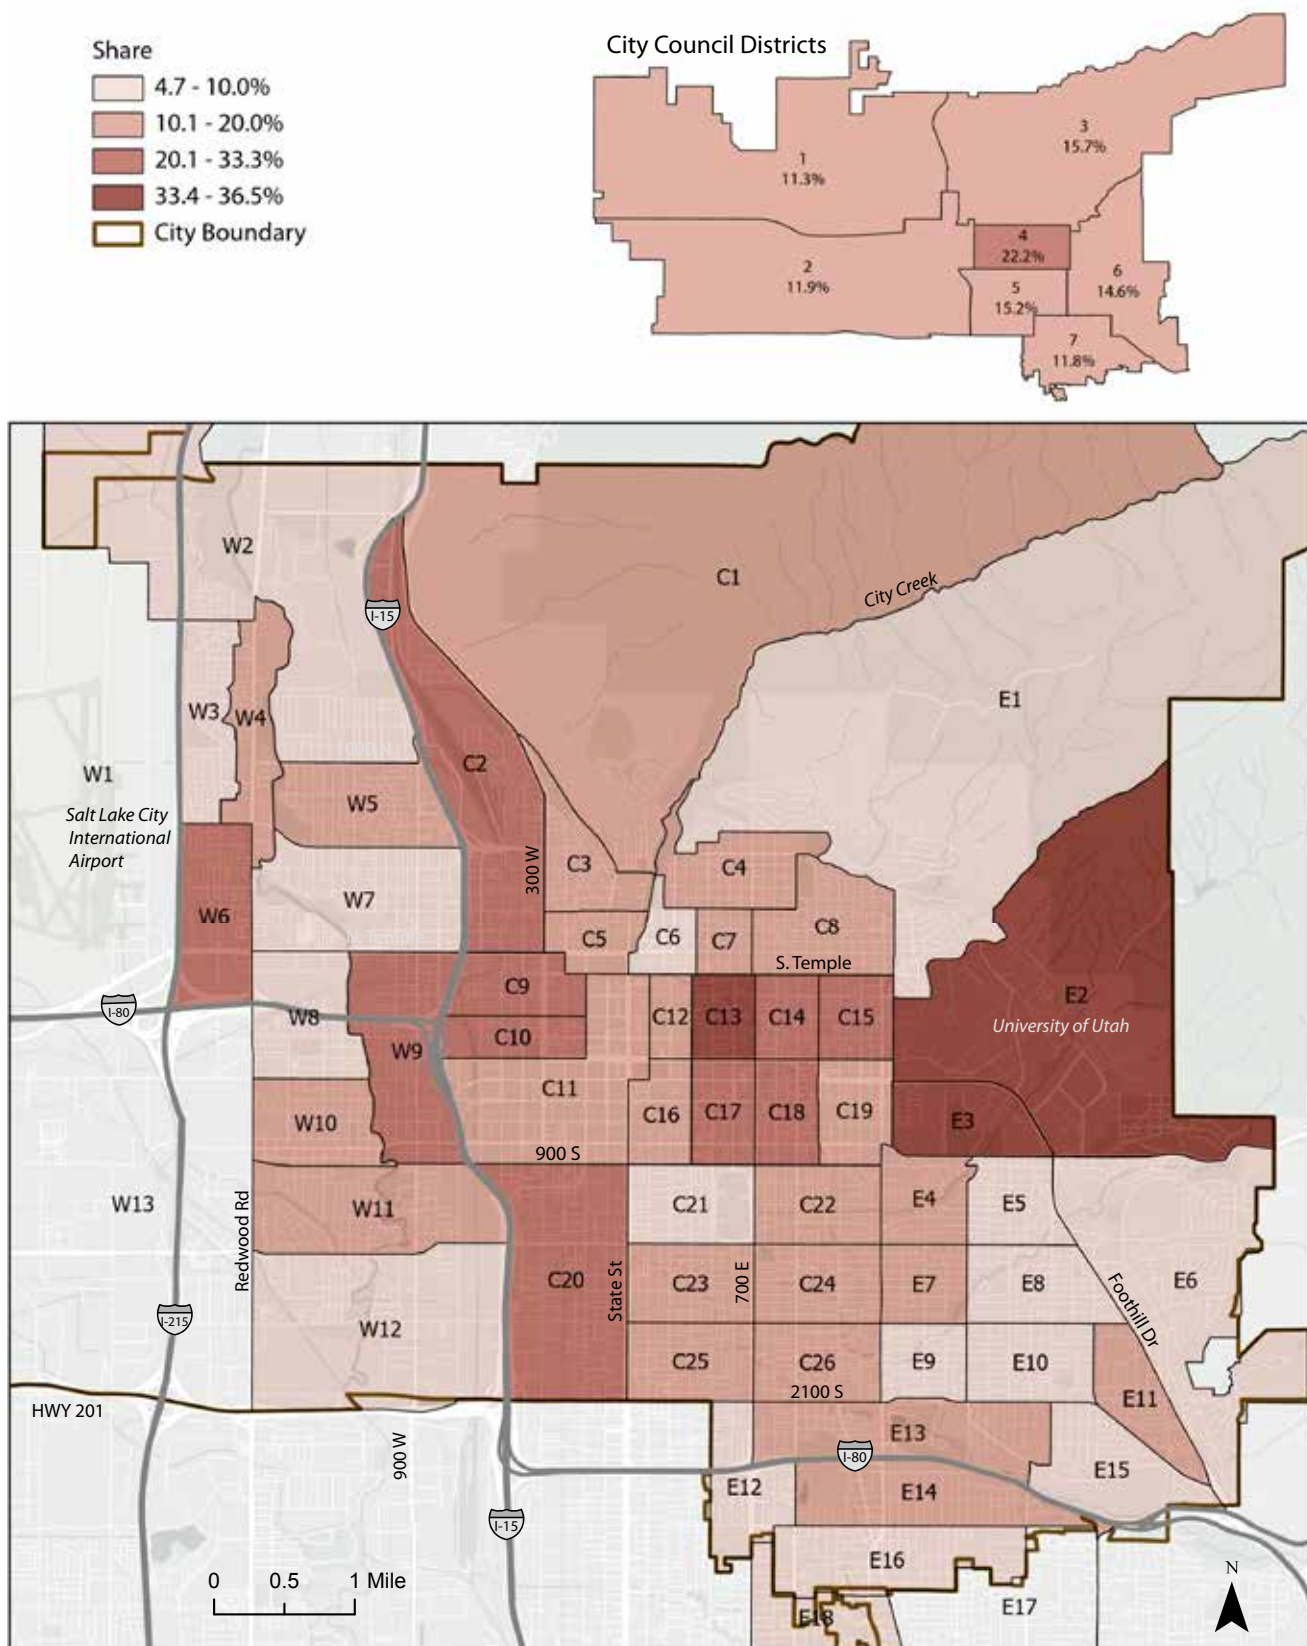 Share
4.7 - 10.0%
10.1 - 20.0%
20.1 - 33.3%
33.4 - 36.5%
City Boundary
City Council Districts
3
15.7%
1
11.3%
4
22.2%
2
11.9%
6
14.6%
5
15.2%
7
11.8%
W2
C1
City Creek
I-15
E1
W3
W4
C2
W1
1000 N
W5
Salt Lake City
International
Airport
300 W
C3
C4
W7
W6
C8
C6
C7
C5
N. Temple
S. Temple
C9
E2
I-80
W8
C12
C13
C14
C15
University of Utah
C10
W9
C11
C16
C17
C18
C19
W10
E3
900 S
W13
C21
C22
E4
E5
W11
Redwood Rd
C20
State St
C23
700 E
C24
E7
E8
E6
Foothill Dr
I-215
W12
C25
C26
E9
E10
2100 S
E11
HWY 201
E13
900 W
I-80
E15
E12
E14
I-15
E16
N
0 0.5 1 Mile
E17
E18